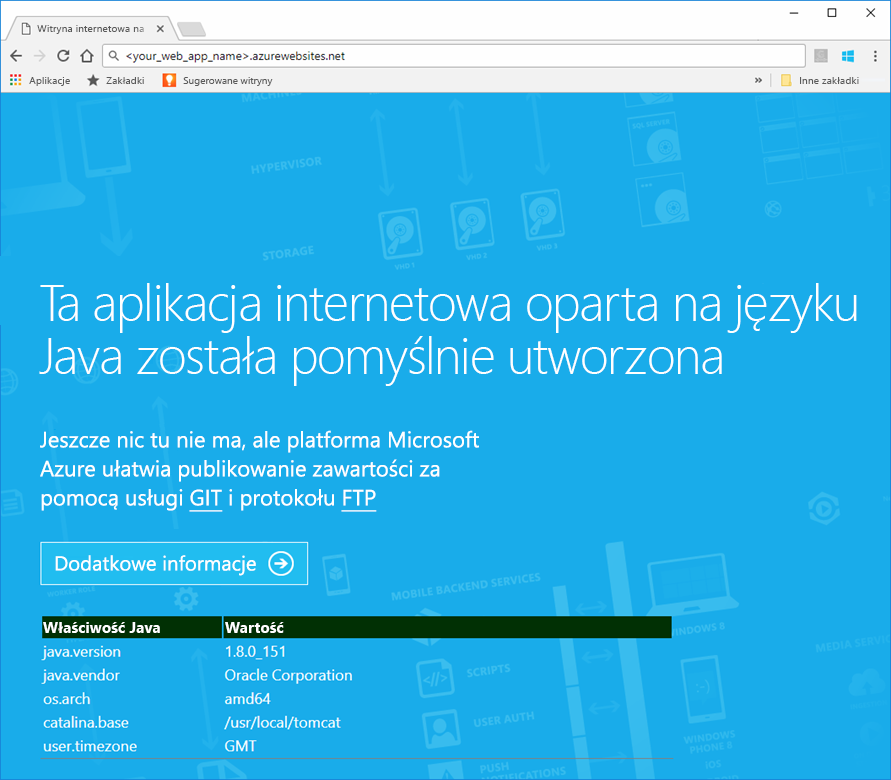 Witryna internetowa na
<your_web_app_name>.azurewebsites.net
Aplikacje Zakładki Sugerowane witryny » Inne zakładki
MACHINES
SQL SERVER
HYPERVISOR
STORAGE
VHD 1 VHD 2 VHD 3
Ta aplikacja internetowa oparta na języku
Java została pomyślnie utworzona
Jeszcze nic tu nie ma, ale platforma Microsoft
Azure ułatwia publikowanie zawartości za
pomocą usługi GIT i protokołu FTP
Dodatkowe informacje
WORKER ROLE
MOBILE BACKEND SERVICES
WINDOWS 8
Właściwość Java Wartość
java.version 1.8.0_151
java.vendor Oracle Corporation
os.arch amd64
catalina.base /usr/local/tomcat
user.timezone GMT
MEDIA SERVIC
SCRIPTS
USER AUTH
WINDOWS
PHONE 8
iOS
PUSH
NOTIFICATIONS